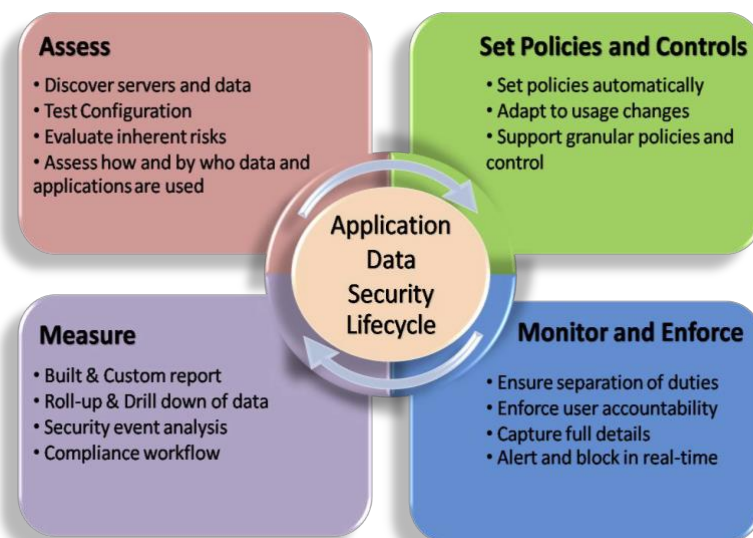 Assess
• Discover servers and data
• Test Configuration
• Evaluate inherent risks
• Assess how and by who data and
applications are used
Set Policies and Controls
• Set policies automatically
• Adapt to usage changes
• Support granular policies and
control
Application
Data
Security
Lifecycle
Measure
• Built & Custom report
• Roll-up & Drill down of data
• Security event analysis
• Compliance workflow
Monitor and Enforce
• Ensure separation of duties
• Enforce user accountability
• Capture full details
• Alert and block in real-time